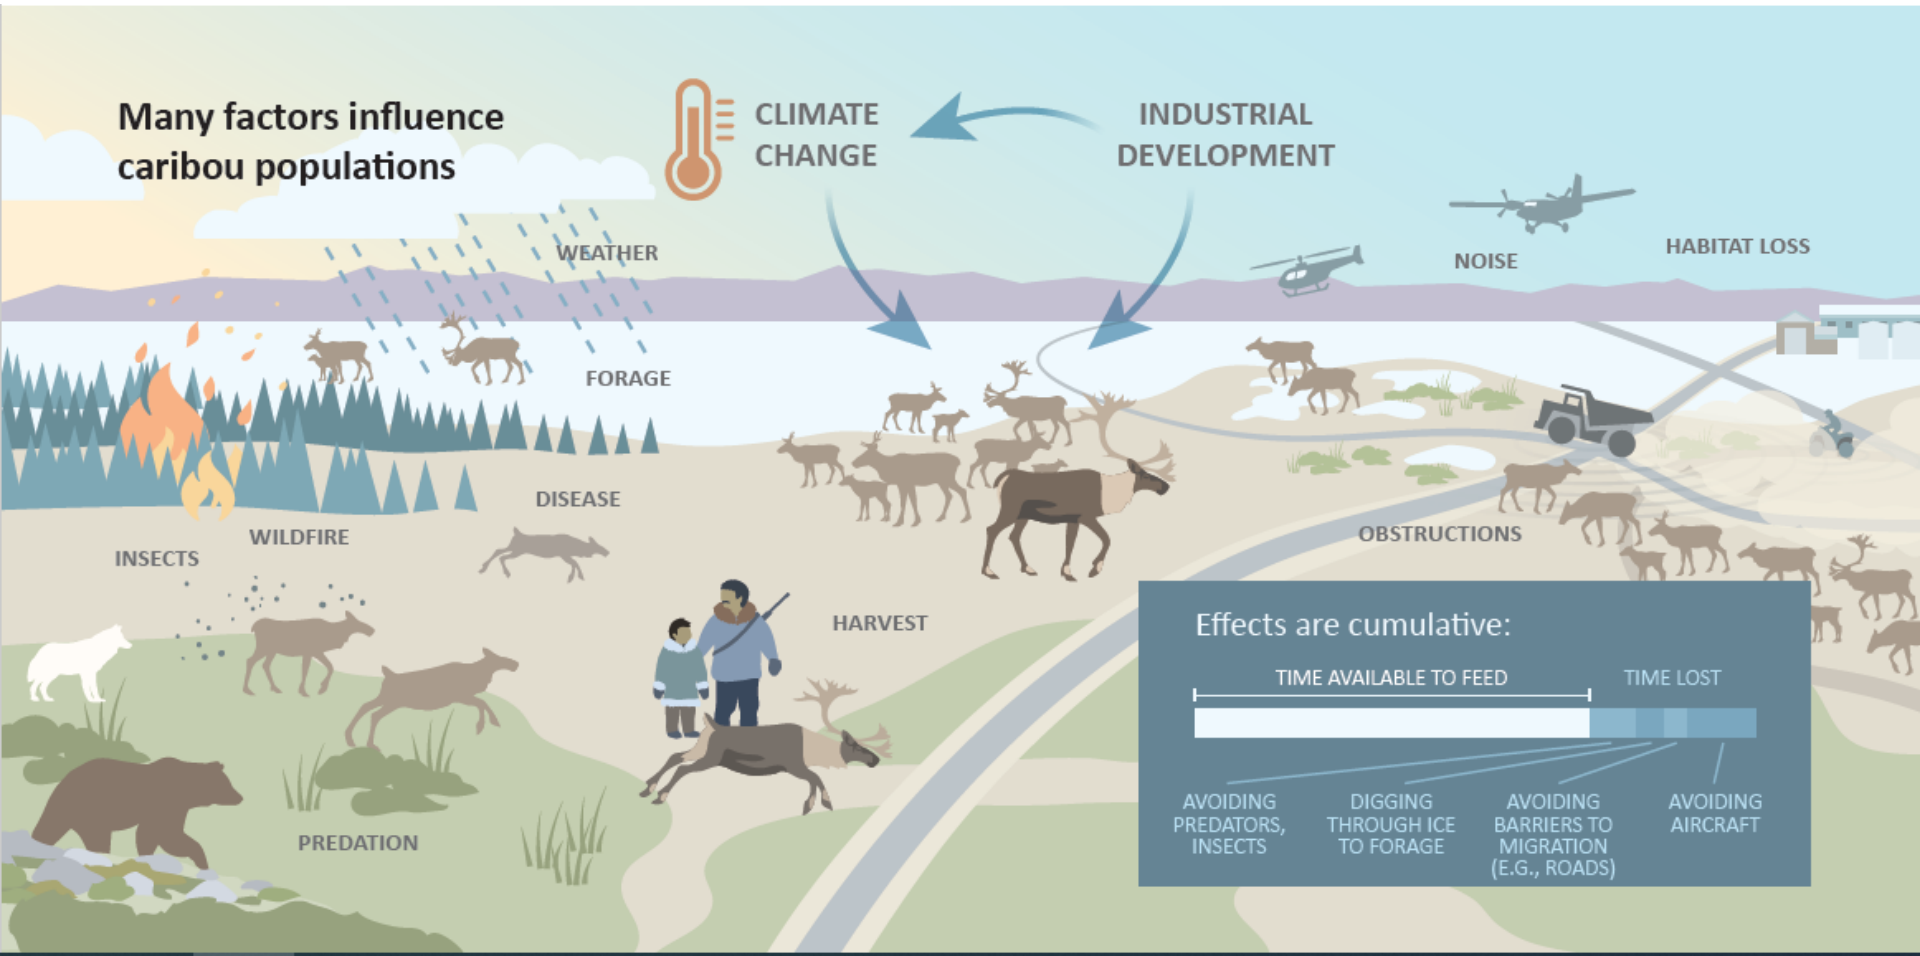 Many factors influence
caribou populations
CLIMATE
CHANGE
INDUSTRIAL
DEVELOPMENT
WEATHER
NOISE
HABITAT LOSS
FORAGE
DISEASE
WILDFIRE
INSECTS
OBSTRUCTIONS
HARVEST
PREDATION
Effects are cumulative:
TIME AVAILABLE TO FEED
TIME LOST
AVOIDING
PREDATORS,
INSECTS
DIGGING
THROUGH ICE
TO FORAGE
AVOIDING
BARRIERS TO
MIGRATION
(E.G., ROADS)
AVOIDING
AIRCRAFT